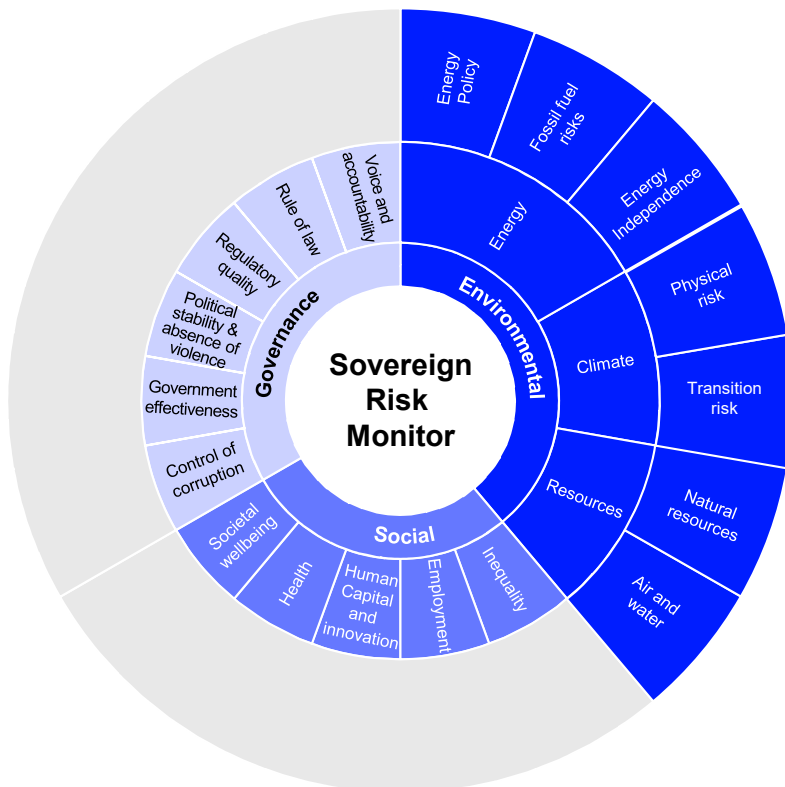 Sovereign
Risk
Monitor
Environmental
Energy
Energy
Policy
Fossil fuel
risks
Energy
Independence
Climate
Physical
risk
Transition
risk
Resources
Natural
resources
Air and
water
Social
Inequality
Employment
Human
Capital
and
innovation
Health
Societal
wellbeing
Governance
Control of
corruption
Government
effectiveness
Political
stability &
absence of
violence
Regulatory
quality
Rule of law
Voice and
accountability